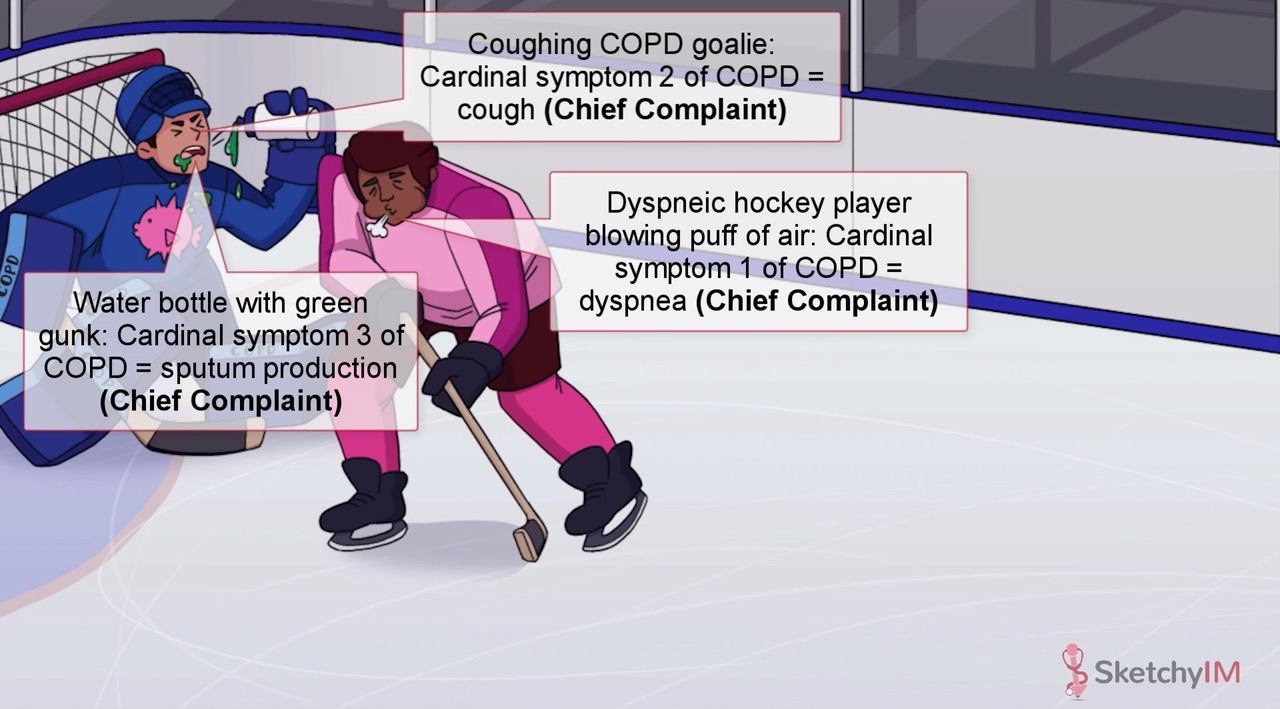 Coughing COPD goalie:
Cardinal symptom 2 of COPD =
cough (Chief Complaint)
Dyspneic hockey player
blowing puff of air: Cardinal
symptom 1 of COPD =
dyspnea (Chief Complaint)
Water bottle with green
gunk: Cardinal symptom 3 of
COPD = sputum production
(Chief Complaint)
COPD
COPD
SketchyIM